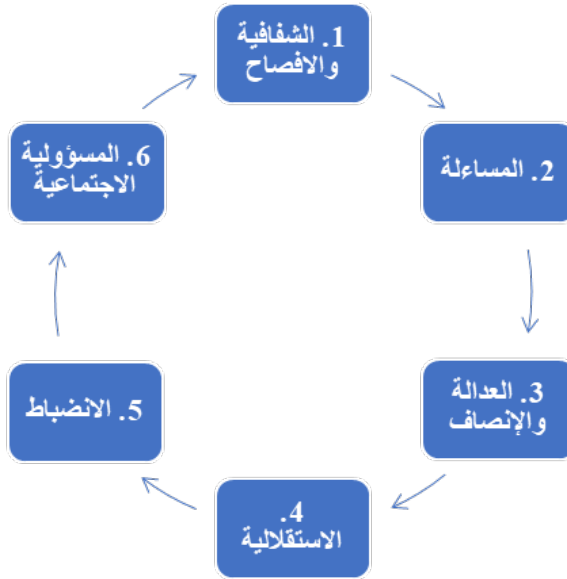 1. الشفافية
والافصاح
2. المساءلة
3. العدالة
والإنصاف
4.
الاستقلالية
5. الانضباط
6. المسؤولية
الاجتماعية